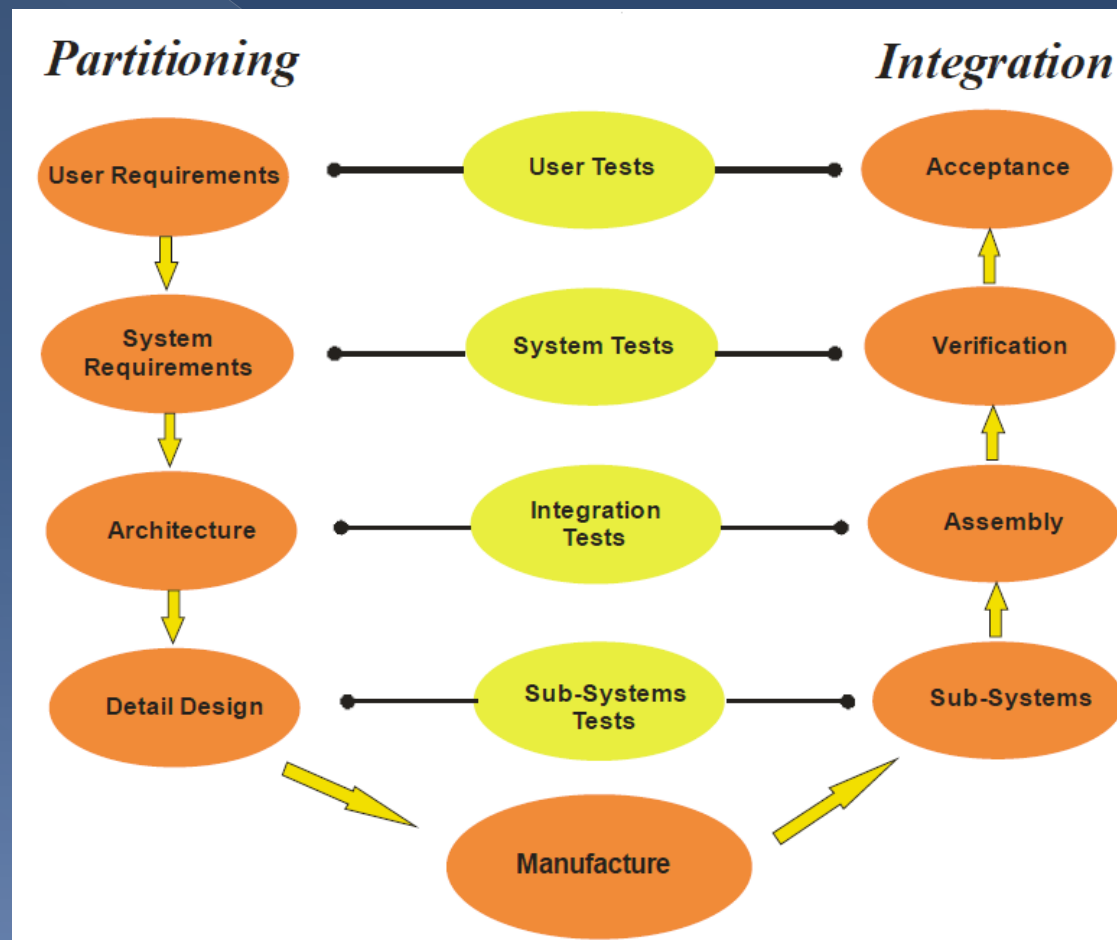 Partitioning
Integration
User Requirements
User Tests
Acceptance
System
Requirements
System Tests
Verification
Architecture
Integration
Tests
Assembly
Detail Design
Sub-Systems
Tests
Sub-Systems
Manufacture